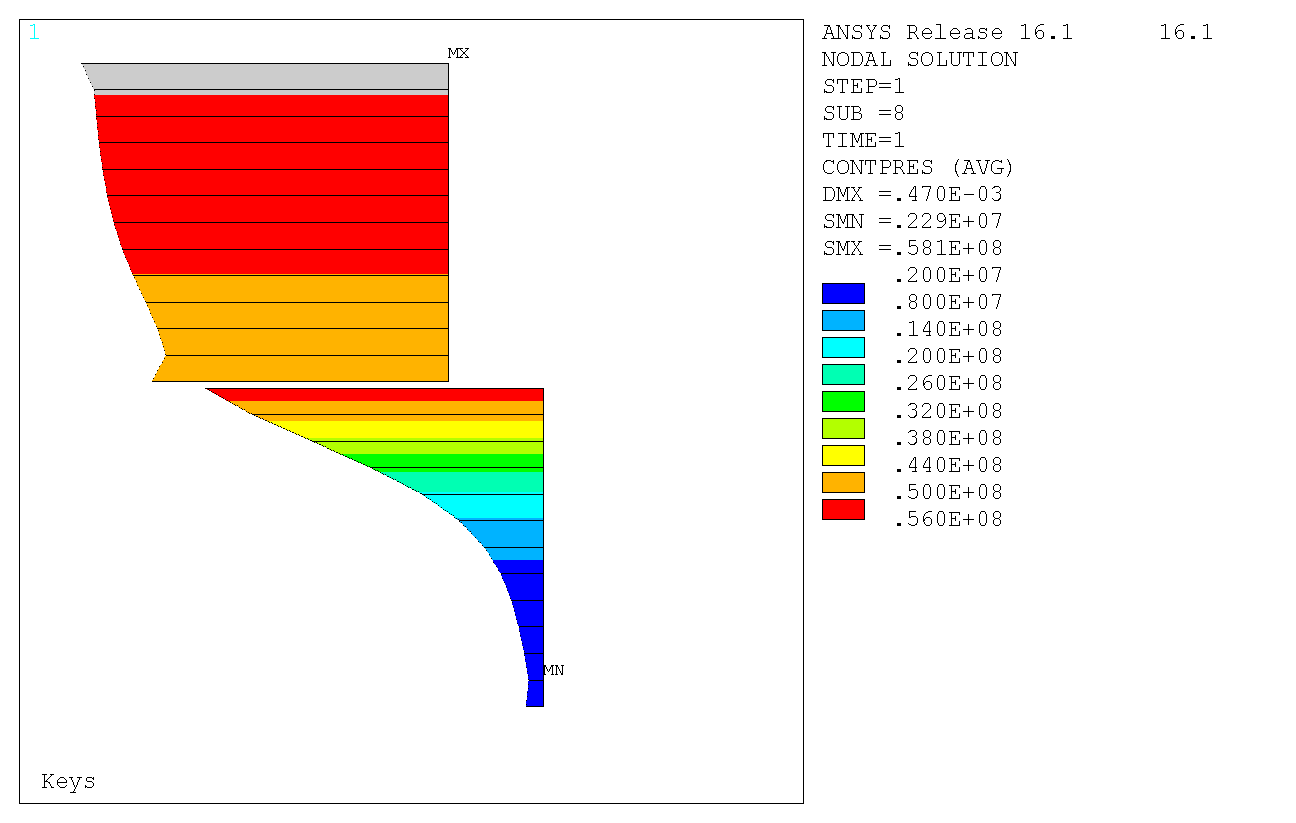 1
MX
MN
Keys
ANSYS Release 16.1 16.1
NODAL SOLUTION
STEP=1
SUB =8
TIME=1
CONTPRES (AVG)
DMX =.470E-03
SMN =.229E+07
SMX =.581E+08
.200E+07
.800E+07
.140E+08
.200E+08
.260E+08
.320E+08
.380E+08
.440E+08
.500E+08
.560E+08